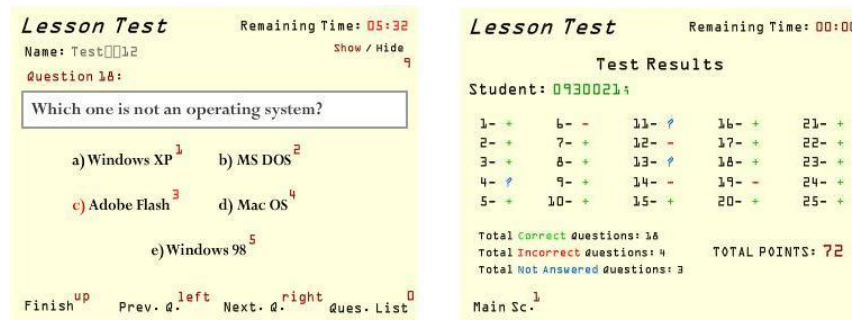 Lesson Test
Remaining Time: 05:32
Name: Test▯▯12
Show / Hide 9
Question 18:
Which one is not an operating system?
a) Windows XP 1
b) MS DOS 2
c) Adobe Flash 3
d) Mac OS 4
e) Windows 98 5
Finish up
Prev. Q. left
Next. Q. right
Ques. List 0
Lesson Test
Remaining Time: 00:00
Test Results
Student: 0930021;
1- + 6- - 11- ? 16- + 21- +
2- + 7- + 12- - 17- + 22- +
3- + 8- + 13- ? 18- + 23- +
4- ? 9- + 14- - 19- - 24- +
5- + 10- + 15- + 20- + 25- +
Total Correct Questions: 18
Total Incorrect Questions: 4
Total Not Answered Questions: 3
TOTAL POINTS: 72
Main Sc. 1